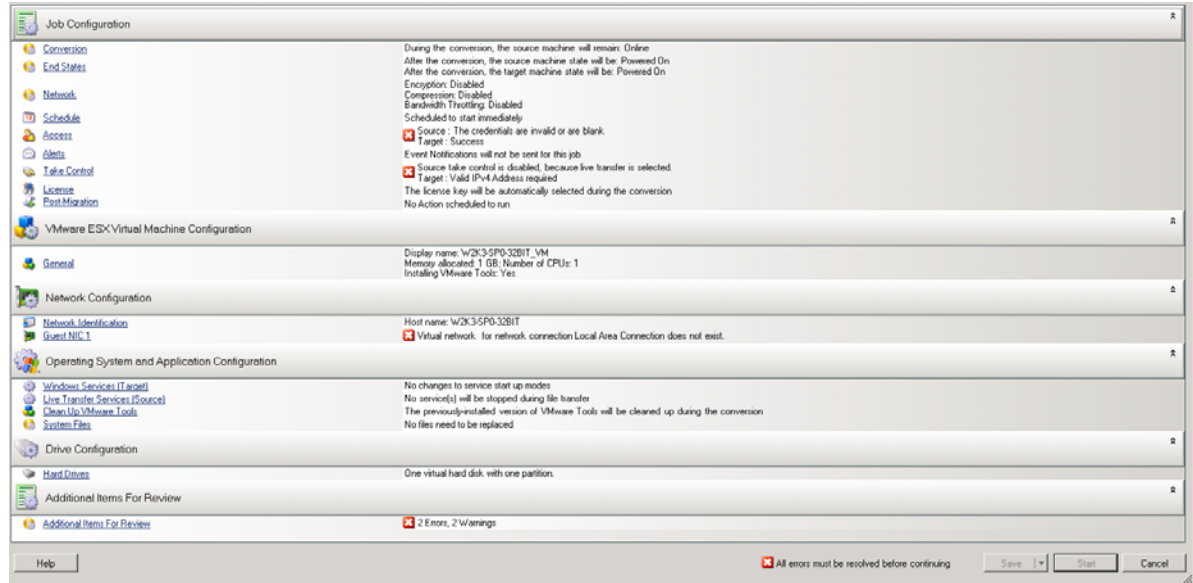 Job Configuration
Conversion During the conversion, the source machine will remain: Online
End States After the conversion, the source machine state will be: Powered On
After the conversion, the target machine state will be: Powered On
Network Encryption: Disabled
Compression: Disabled
Bandwidth Throttling: Disabled
Schedule Scheduled to start immediately
Access Source : The credentials are invalid or are blank.
Target : Success
Alerts Event Notifications will not be sent for this job
Take Control Source take control is disabled, because live transfer is selected.
Target : Valid IPv4 Address required
License The license key will be automatically selected during the conversion
Post Migration No Action scheduled to run
VMware ESX Virtual Machine Configuration
General Display name: W2K3-SP0-32BIT_VM
Memory allocated: 1 GB; Number of CPUs: 1
Installing VMware Tools: Yes
Network Configuration
Network Identification Host name: W2K3-SP0-32BIT
Guest NIC 1 Virtual network for network connection Local Area Connection does not exist.
Operating System and Application Configuration
Windows Services (Target) No changes to service start up modes
Live Transfer Services (Source) No service(s) will be stopped during file transfer
Clean Up VMware Tools The previously-installed version of VMware Tools will be cleaned up during the conversion
System Files No files need to be replaced
Drive Configuration
Hard Drives One virtual hard disk with one partition.
Additional Items For Review
Additional Items For Review 2 Errors, 2 Warnings
Help All errors must be resolved before continuing Save Start Cancel